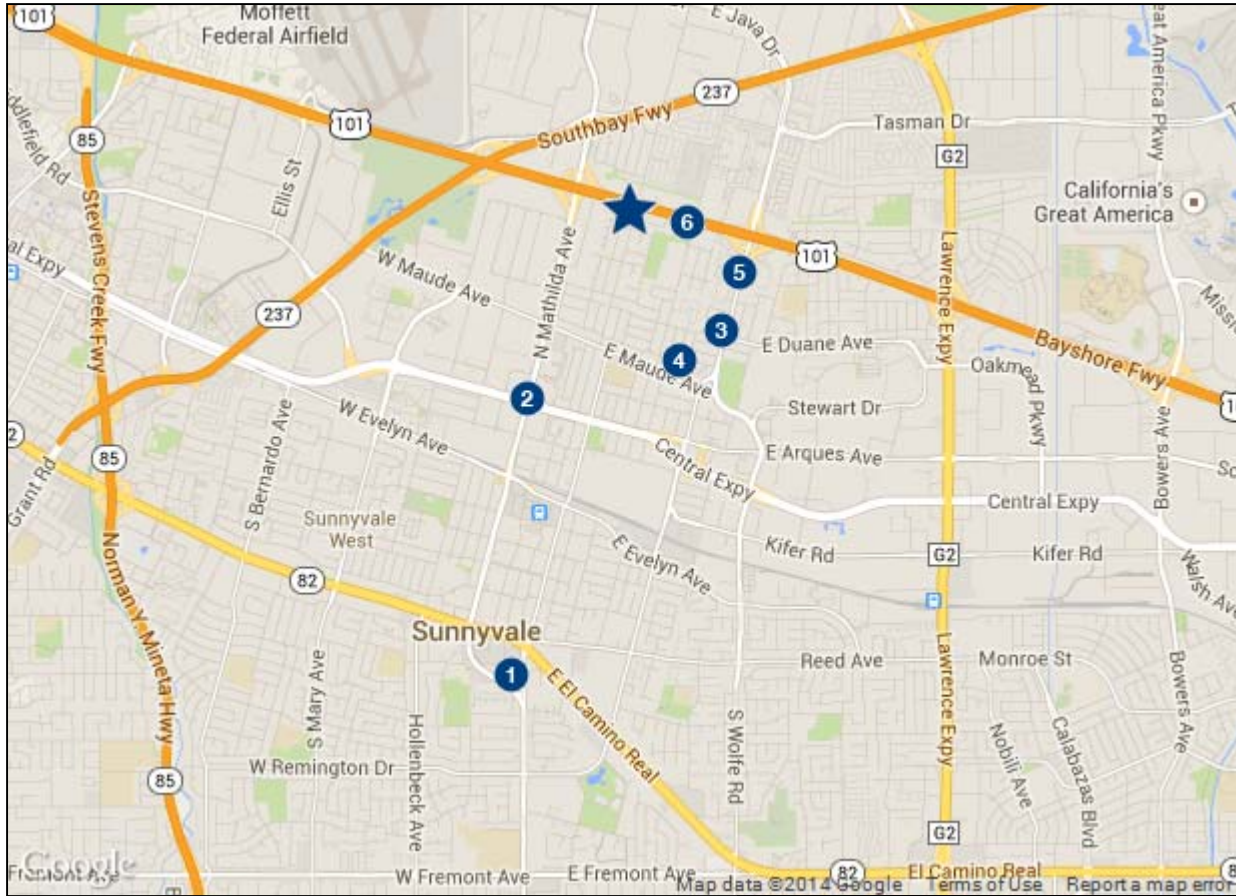 101
Moffett
Federal Airfield
E Java Dr
237
Southbay Fwy
101
85
Ellis St
Tasman Dr
G2
California's
Great America
Stevens Creek Fwy
W Maude Ave
N Mathilda Ave
6
5
101
Lawrence Expy
237
3
4
E Maude Ave
E Duane Ave
Oakmead Pkwy
Bayshore Fwy
2
W Evelyn Ave
Stewart Dr
S Bernardo Ave
Central Expy
E Arques Ave
Bowers Ave
85
Grant Rd
Sunnyvale
West
Central Expy
Kifer Rd
G2
Kifer Rd
Walsh Ave
Norman Y. Mineta Hwy
82
E Evelyn Ave
Sunnyvale
Reed Ave
Monroe St
1
E El Camino Real
S Mary Ave
Hollenbeck Ave
S Wolfe Rd
Lawrence Expy
Bowers Ave
Nobili Ave
Calabazas Blvd
W Remington Dr
85
G2
Google
Fremont Ave
W Fremont Ave
E Fremont Ave
82
El Camino Real
Map data ©2014 Google
Terms of Use
Report a map error